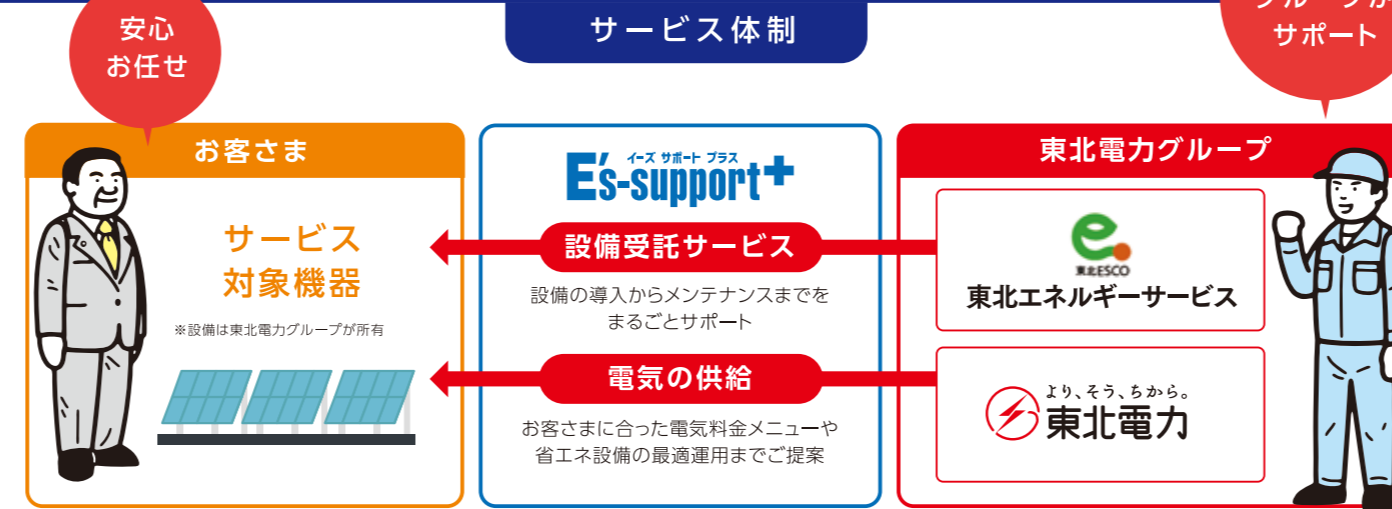 サービス体制
安心
お任せ
サポート
お客さま
サービス
対象機器
※設備は東北電力グループが所有
イーズ サポート プラス
E's-support+
設備受託サービス
設備の導入からメンテナンスまでを
まるごとサポート
電気の供給
お客さまに合った電気料金メニューや
省エネ設備の最適運用までご提案
東北電力グループ
e
東北ESCO
東北エネルギーサービス
より、そう、ちから。
東北電力